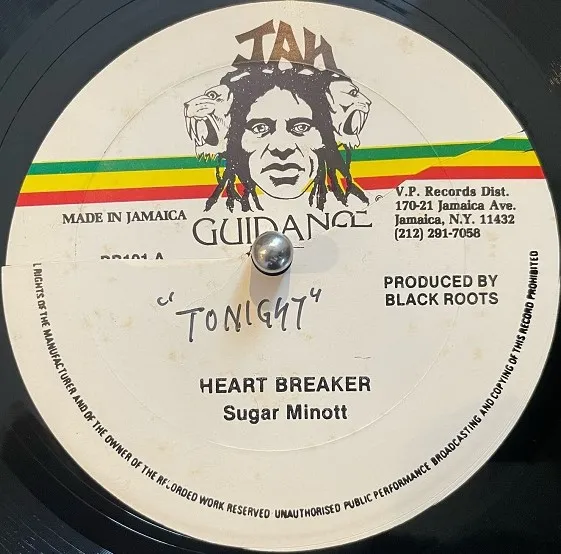 JAH
GUIDANCE
MADE IN JAMAICA
V.P. Records Dist.
170-21 Jamaica Ave.
Jamaica, N.Y. 11432
(212) 291-7058
PRODUCED BY
BLACK ROOTS
"TONIGHT"
HEART BREAKER
Sugar Minott
RIGHTS OF THE MANUFACTURER AND OF THE OWNER OF THE RECORDED WORK RESERVED UNAUTHORISED PUBLIC PERFORMANCE BROADCASTING AND COPYING OF THIS RECORD PROHIBITED